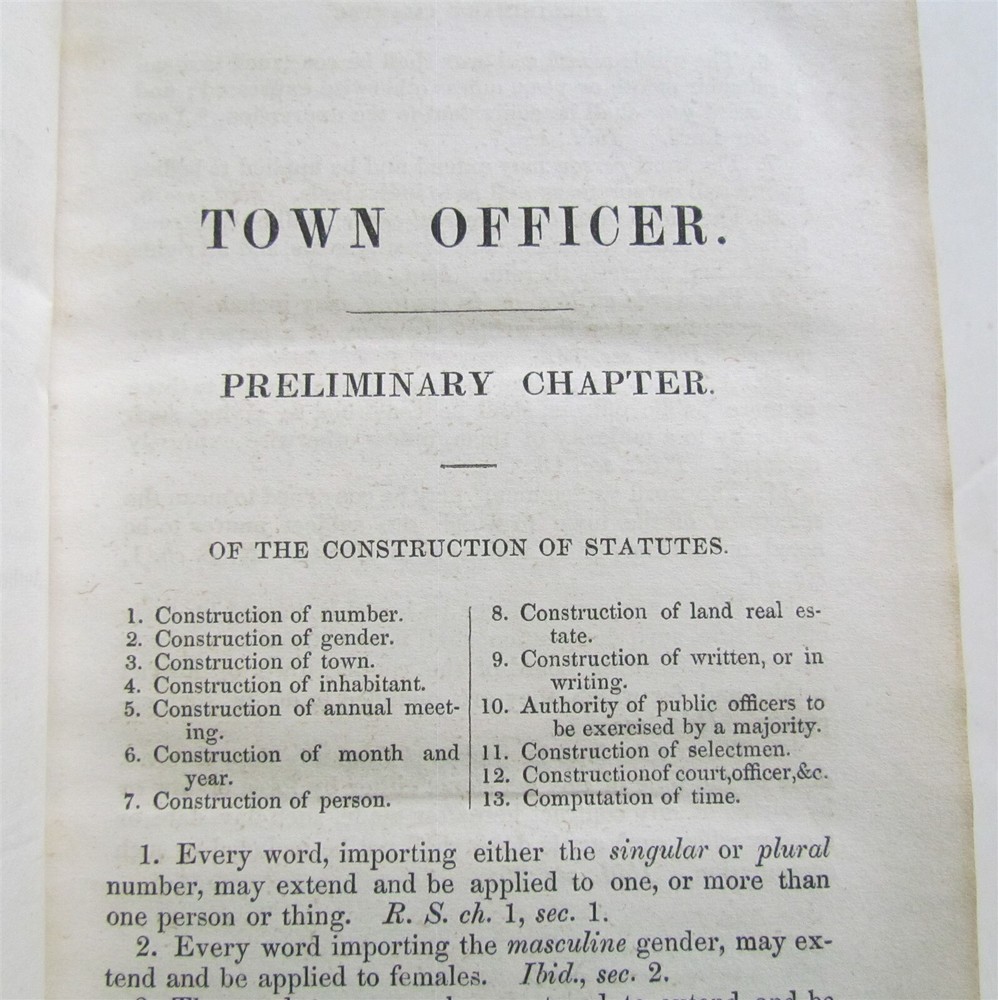 TOWN OFFICER.
PRELIMINARY CHAPTER.
OF THE CONSTRUCTION OF STATUTES.
1. Construction of number.
2. Construction of gender.
3. Construction of town.
4. Construction of inhabitant.
5. Construction of annual meet-
ing.
6. Construction of month and
year.
7. Construction of person.
8. Construction of land real es-
tate.
9. Construction of written, or in
writing.
10. Authority of public officers to
be exercised by a majority.
11. Construction of selectmen.
12. Constructionof court,officer,&c.
13. Computation of time.
1. Every word, importing either the singular or plural
number, may extend and be applied to one, or more than
one person or thing. R. S. ch. 1, sec. 1.
2. Every word importing the masculine gender, may ex-
tend and be applied to females. Ibid., sec. 2.